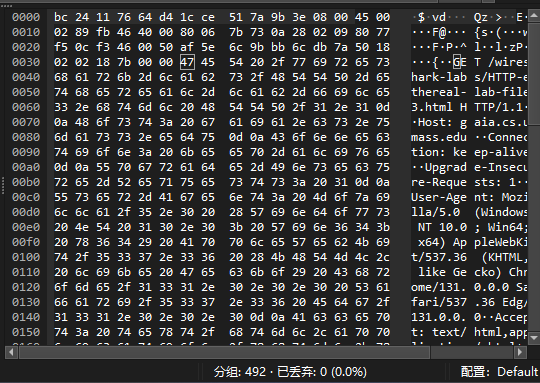 0000 bc 24 11 76 64 d4 1c ce 51 7a 9b 3e 08 00 45 00 ·$·vd···Qz·>··E·
0010 02 89 fb 46 40 00 80 06 7b 73 0a 28 02 09 80 77 ···F@···{s·(···w
0020 f5 0c f3 46 00 50 af 5e 6c 9b bb 6c db 7a 50 18 ···F·P·^l··l·zP·
0030 02 02 18 7b 00 00 47 45 54 20 2f 77 69 72 65 73 ···{··GET /wires
0040 68 61 72 6b 2d 6c 61 62 73 2f 48 54 54 50 2d 65 hark-labs/HTTP-e
0050 74 68 65 72 65 61 6c 2d 6c 61 62 2d 66 69 6c 65 thereal-lab-file
0060 33 2e 68 74 6d 6c 20 48 54 54 50 2f 31 2e 31 0d 3.html HTTP/1.1·
0070 0a 48 6f 73 74 3a 20 67 61 69 61 2e 63 73 2e 75 ·Host: gaia.cs.u
0080 6d 61 73 73 2e 65 64 75 0d 0a 43 6f 6e 6e 65 63 mass.edu··Connec
0090 74 69 6f 6e 3a 20 6b 65 65 70 2d 61 6c 69 76 65 tion: keep-alive
00a0 0d 0a 55 70 67 72 61 64 65 2d 49 6e 73 65 63 75 ··Upgrade-Insecu
00b0 72 65 2d 52 65 71 75 65 73 74 73 3a 20 31 0d 0a re-Requests: 1··
00c0 55 73 65 72 2d 41 67 65 6e 74 3a 20 4d 6f 7a 69 User-Agent: Mozi
00d0 6c 6c 61 2f 35 2e 30 20 28 57 69 6e 64 6f 77 73 lla/5.0 (Windows
00e0 20 4e 54 20 31 30 2e 30 3b 20 57 69 6e 36 34 3b NT 10.0; Win64;
00f0 20 78 36 34 29 20 41 70 70 6c 65 57 65 62 4b 69 x64) AppleWebKi
0100 74 2f 35 33 37 2e 33 36 20 28 4b 48 54 4d 4c 2c t/537.36 (KHTML,
0110 20 6c 69 6b 65 20 47 65 63 6b 6f 29 20 43 68 72 like Gecko) Chr
0120 6f 6d 65 2f 31 33 31 2e 30 2e 30 2e 30 20 53 61 ome/131.0.0.0 Sa
0130 66 61 72 69 2f 35 33 37 2e 33 36 20 45 64 67 2f fari/537.36 Edg/
0140 31 33 31 2e 30 2e 30 2e 30 0d 0a 41 63 63 65 70 131.0.0.0··Accep
0150 74 3a 20 74 65 78 74 2f 68 74 6d 6c 2c 61 70 70 t: text/html,app
分组: 492 · 已丢弃: 0 (0.0%) 配置: Default